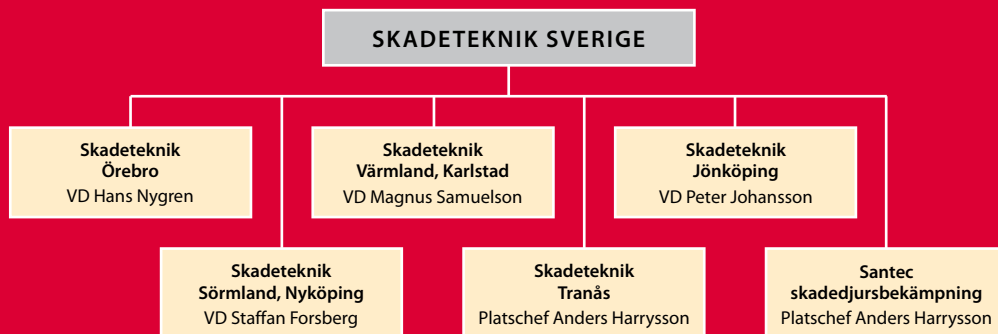 SKADETEKNIK SVERIGE
Skadeteknik
Örebro
VD Hans Nygren
Skadeteknik
Värmland, Karlstad
VD Magnus Samuelson
Skadeteknik
Jönköping
VD Peter Johansson
Skadeteknik
Sörmland, Nyköping
VD Staffan Forsberg
Skadeteknik
Tranås
Platschef Anders Harrysson
Santec
skadedjursbekämpning
Platschef Anders Harrysson